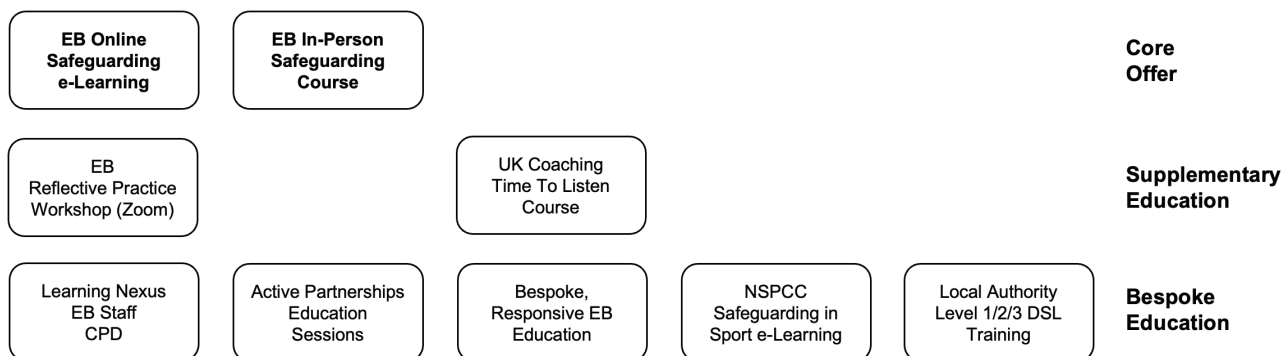 EB Online
Safeguarding
e-Learning
EB In-Person
Safeguarding
Course
Core
Offer
EB
Reflective Practice
Workshop (Zoom)
UK Coaching
Time To Listen
Course
Supplementary
Education
Learning Nexus
EB Staff
CPD
Active Partnerships
Education
Sessions
Bespoke,
Responsive EB
Education
NSPCC
Safeguarding in
Sport e-Learning
Local Authority
Level 1/2/3 DSL
Training
Bespoke
Education